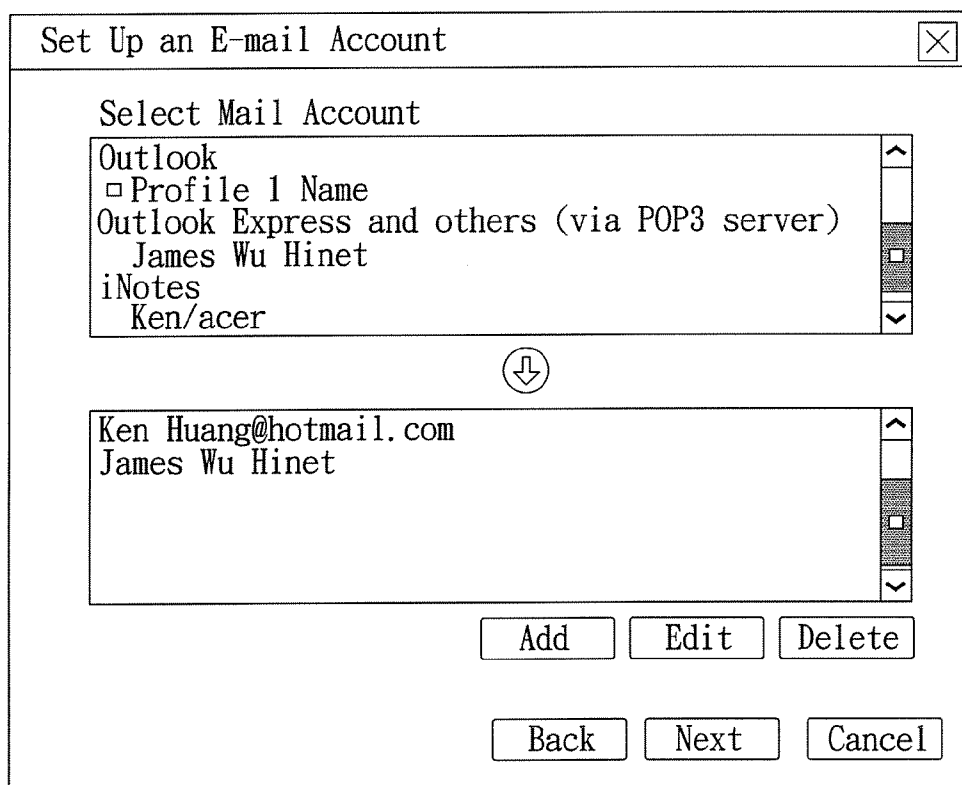 Set Up an E-mail Account
Select Mail Account
Outlook
Profile 1 Name
Outlook Express and others (via POP3 server)
James Wu Hinet
iNotes
Ken/acer
Ken Huang@hotmail.com
James Wu Hinet
Add Edit Delete
Back Next Cancel